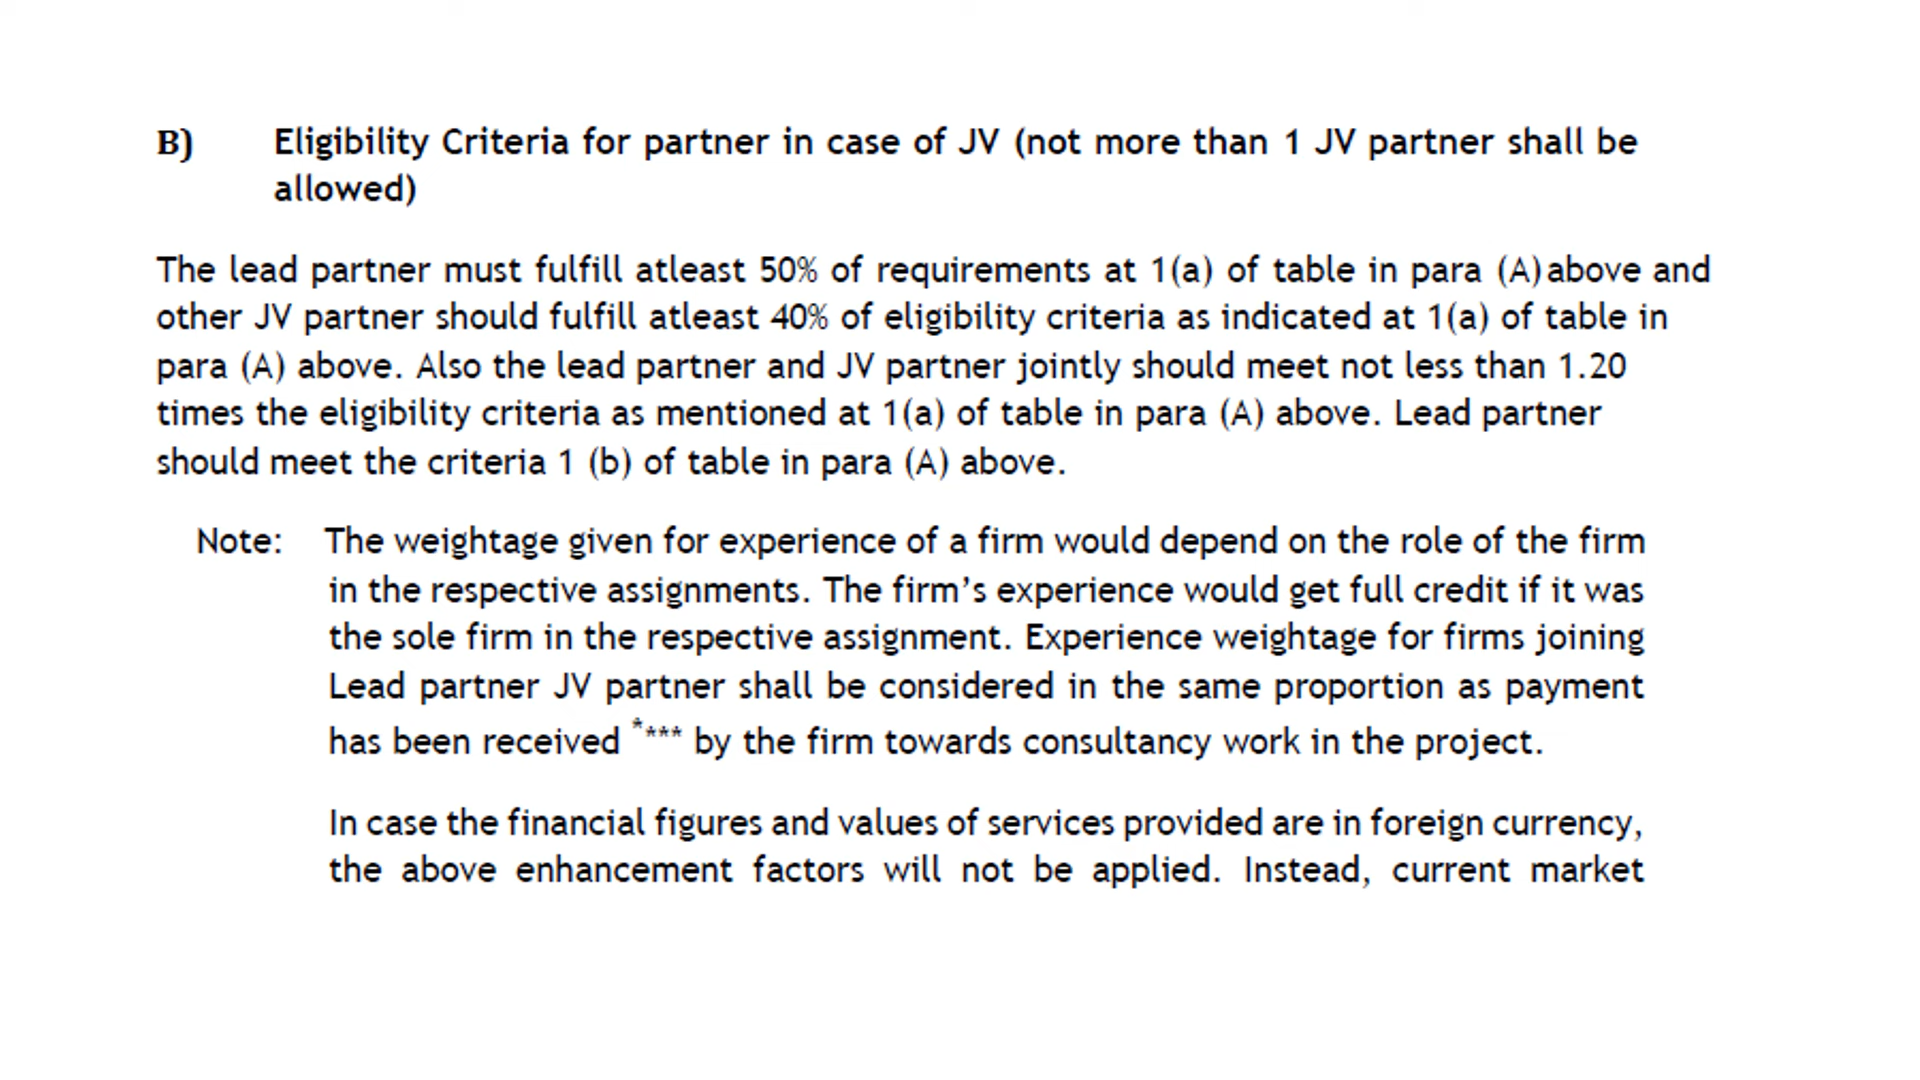 B) Eligibility Criteria for partner in case of JV (not more than 1 JV partner shall be
allowed)
The lead partner must fulfill atleast 50% of requirements at 1(a) of table in para (A)above and
other JV partner should fulfill atleast 40% of eligibility criteria as indicated at 1(a) of table in
para (A) above. Also the lead partner and JV partner jointly should meet not less than 1.20
times the eligibility criteria as mentioned at 1(a) of table in para (A) above. Lead partner
should meet the criteria 1 (b) of table in para (A) above.
Note: The weightage given for experience of a firm would depend on the role of the firm
in the respective assignments. The firm’s experience would get full credit if it was
the sole firm in the respective assignment. Experience weightage for firms joining
Lead partner JV partner shall be considered in the same proportion as payment
has been received **** by the firm towards consultancy work in the project.
In case the financial figures and values of services provided are in foreign currency,
the above enhancement factors will not be applied. Instead, current market